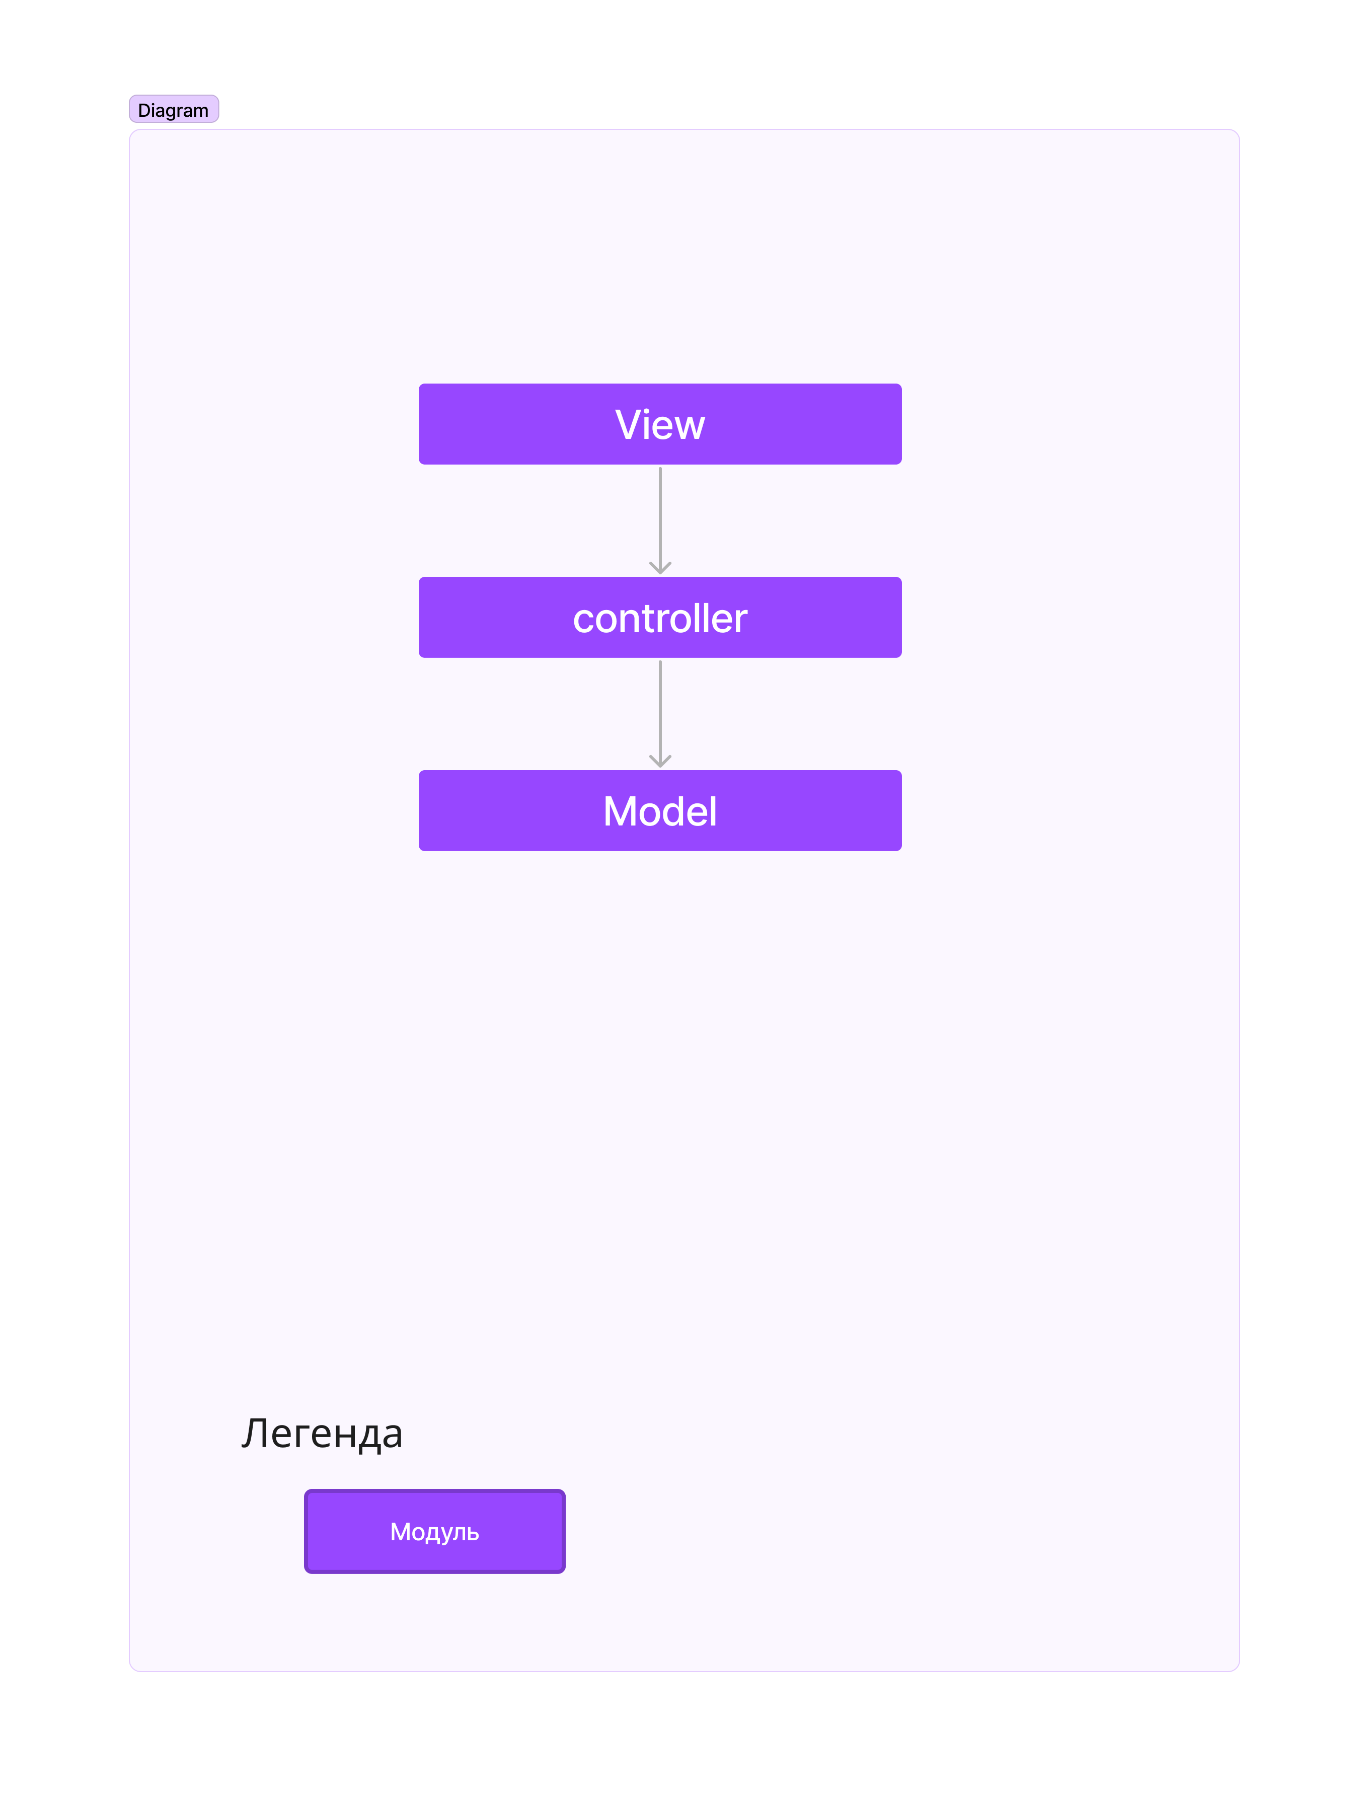 Diagram
View
controller
Model
Легенда
Модуль